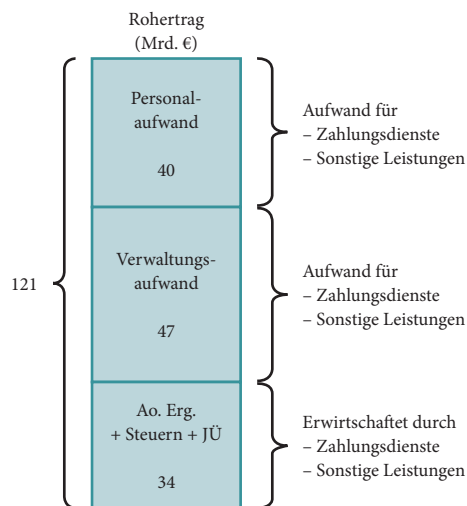 Rohertrag
(Mrd. €)
Personal-
aufwand
40
Aufwand für
– Zahlungsdienste
– Sonstige Leistungen
121
Verwaltungs-
aufwand
47
Aufwand für
– Zahlungsdienste
– Sonstige Leistungen
Ao. Erg.
+ Steuern + JÜ
34
Erwirtschaftet durch
– Zahlungsdienste
– Sonstige Leistungen